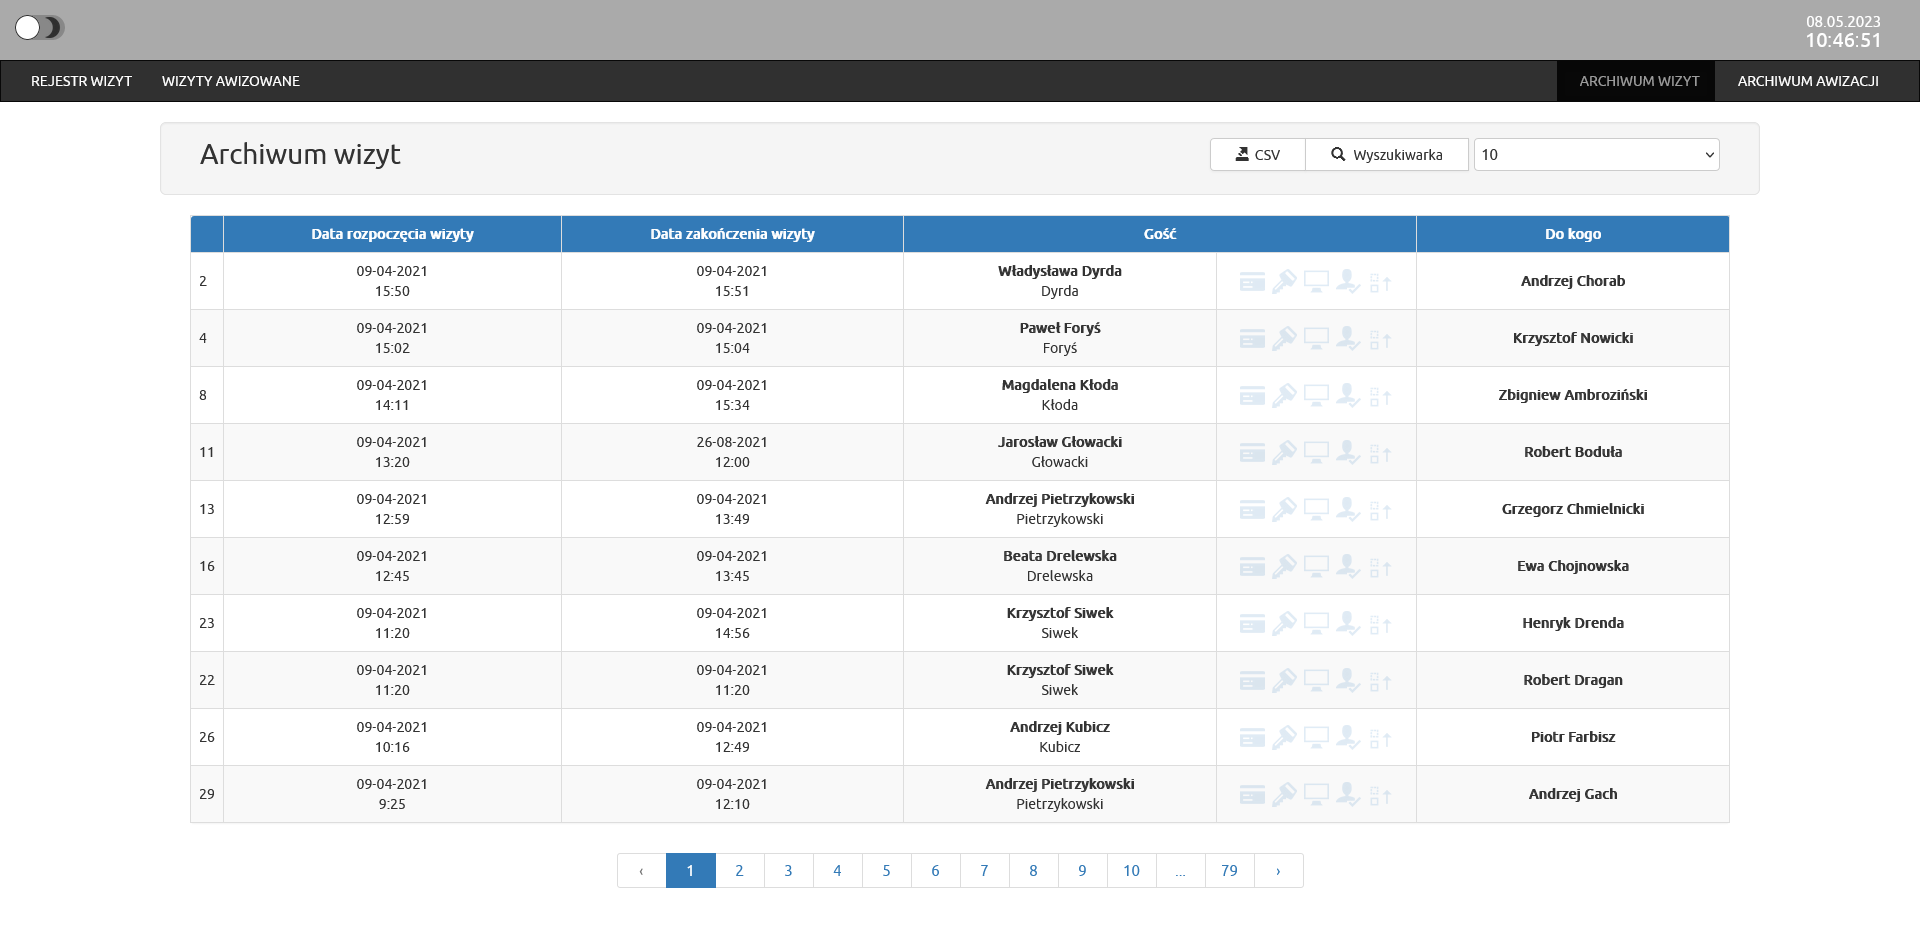 08.05.2023
10:46:51
REJESTR WIZYT WIZYTY AWIZOWANE ARCHIWUM WIZYT ARCHIWUM AWIZACJI
Archiwum wizyt CSV Wyszukiwarka 10
Data rozpoczęcia wizyty Data zakończenia wizyty Gość Do kogo
2 09-04-2021 15:50 09-04-2021 15:51 Władysława Dyrda Dyrda Andrzej Chorab
4 09-04-2021 15:02 09-04-2021 15:04 Paweł Foryś Foryś Krzysztof Nowicki
8 09-04-2021 14:11 09-04-2021 15:34 Magdalena Kłoda Kłoda Zbigniew Ambroziński
11 09-04-2021 13:20 26-08-2021 12:00 Jarosław Głowacki Głowacki Robert Boduła
13 09-04-2021 12:59 09-04-2021 13:49 Andrzej Pietrzykowski Pietrzykowski Grzegorz Chmielnicki
16 09-04-2021 12:45 09-04-2021 13:45 Beata Drelewska Drelewska Ewa Chojnowska
23 09-04-2021 11:20 09-04-2021 14:56 Krzysztof Siwek Siwek Henryk Drenda
22 09-04-2021 11:20 09-04-2021 11:20 Krzysztof Siwek Siwek Robert Dragan
26 09-04-2021 10:16 09-04-2021 12:49 Andrzej Kubicz Kubicz Piotr Farbisz
29 09-04-2021 9:25 09-04-2021 12:10 Andrzej Pietrzykowski Pietrzykowski Andrzej Gach
‹ 1 2 3 4 5 6 7 8 9 10 ... 79 ›